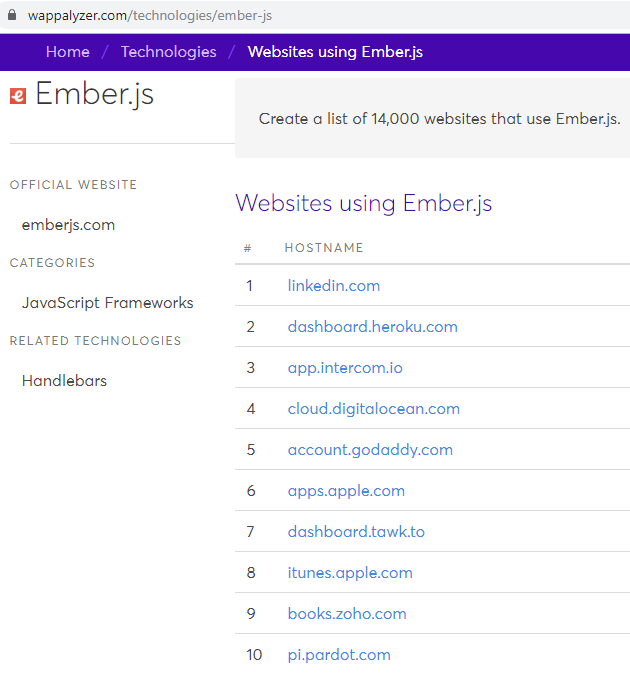 wappalyzer.com/technologies/ember-js
Home / Technologies / Websites using Ember.js
Ember.js
Create a list of 14,000 websites that use Ember.js.
OFFICIAL WEBSITE
emberjs.com
CATEGORIES
JavaScript Frameworks
RELATED TECHNOLOGIES
Handlebars
Websites using Ember.js
# HOSTNAME
1 linkedin.com
2 dashboard.heroku.com
3 app.intercom.io
4 cloud.digitalocean.com
5 account.godaddy.com
6 apps.apple.com
7 dashboard.tawk.to
8 itunes.apple.com
9 books.zoho.com
10 pi.pardot.com